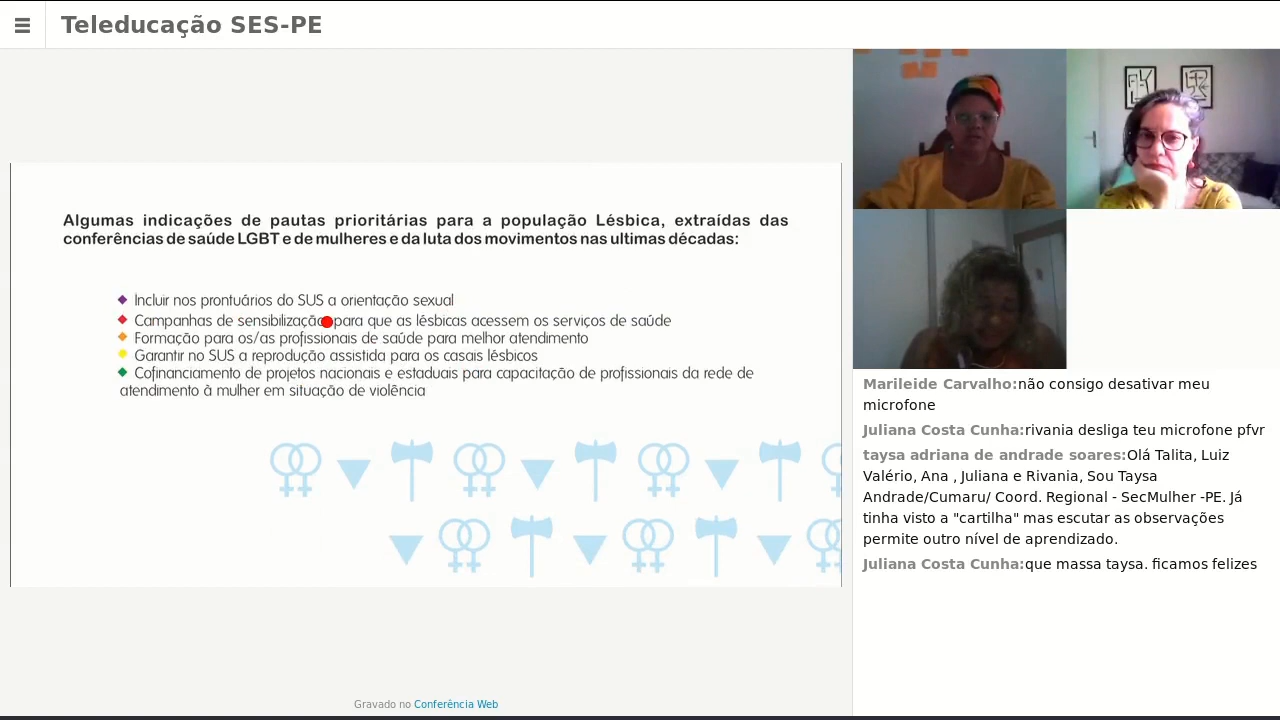 Teleducação SES-PE
Algumas indicações de pautas prioritárias para a população Lésbica, extraídas das
conferências de saúde LGBT e de mulheres e da luta dos movimentos nas ultimas décadas:
Incluir nos prontuários do SUS a orientação sexual
Campanhas de sensibilização para que as lésbicas acessem os serviços de saúde
Formação para os/as profissionais de saúde para melhor atendimento
Garantir no SUS a reprodução assistida para os casais lésbicos
Cofinanciamento de projetos nacionais e estaduais para capacitação de profissionais da rede de
atendimento à mulher em situação de violência
Gravado no Conferência Web
Marileide Carvalho:não consigo desativar meu
microfone
Juliana Costa Cunha:rivania desliga teu microfone pfvr
taysa adriana de andrade soares:Olá Talita, Luiz
Valério, Ana , Juliana e Rivania, Sou Taysa
Andrade/Cumaru/ Coord. Regional - SecMulher -PE. Já
tinha visto a "cartilha" mas escutar as observações
permite outro nível de aprendizado.
Juliana Costa Cunha:que massa taysa. ficamos felizes